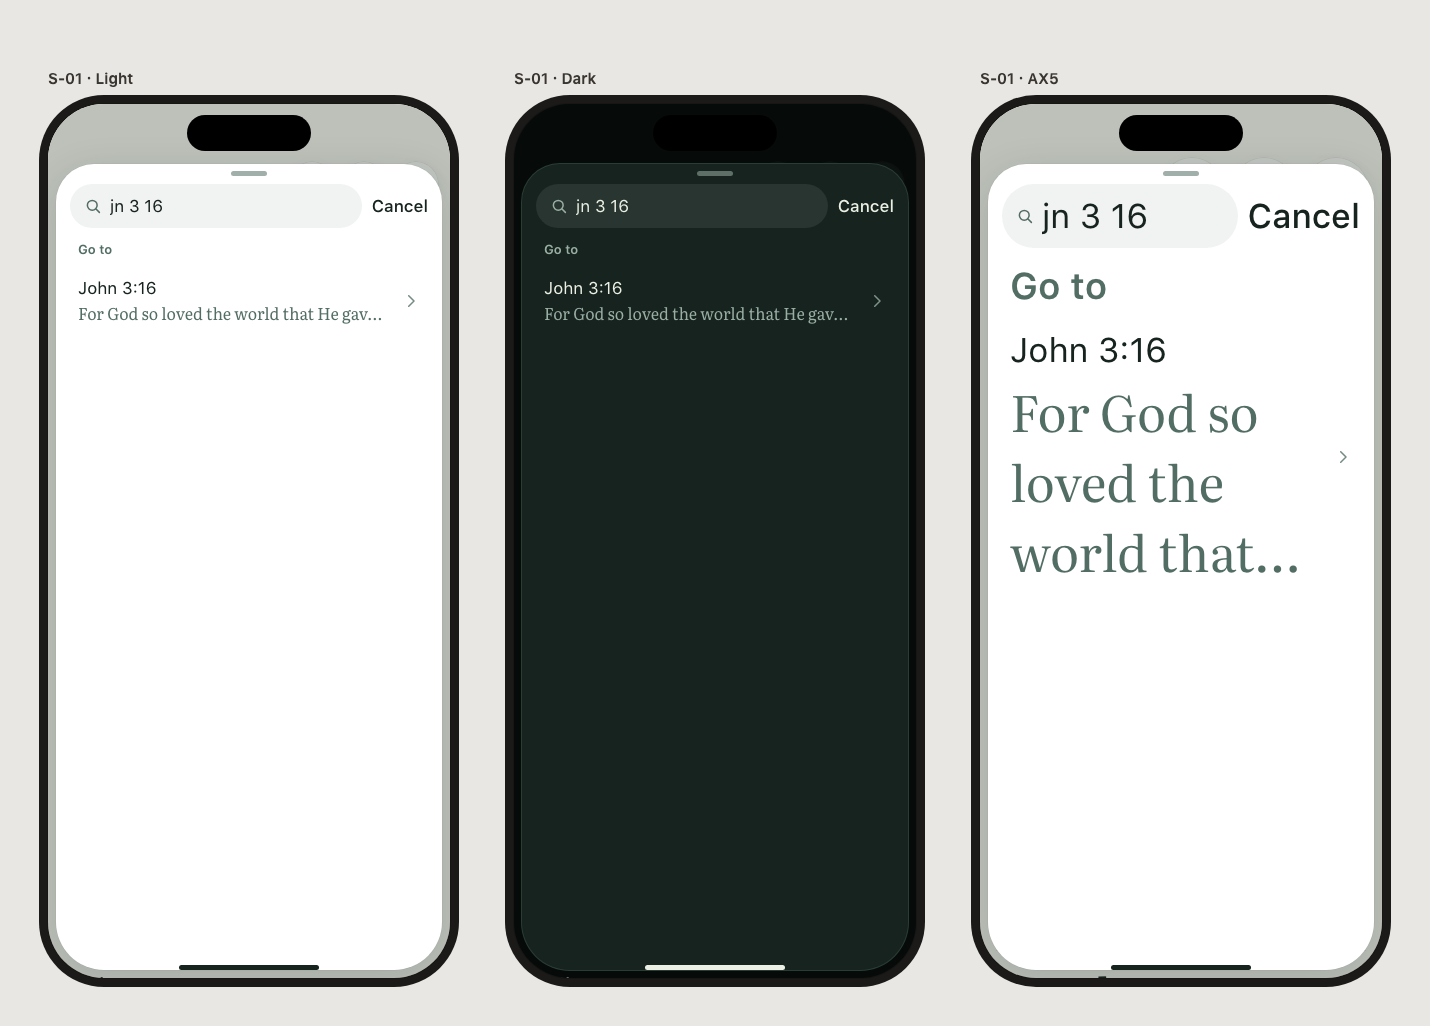 S-01 · Light
jn 3 16
Cancel
Go to
John 3:16
For God so loved the world that He gav…
S-01 · Dark
jn 3 16
Cancel
Go to
John 3:16
For God so loved the world that He gav…
S-01 · AX5
jn 3 16
Cancel
Go to
John 3:16
For God so
loved the
world that…